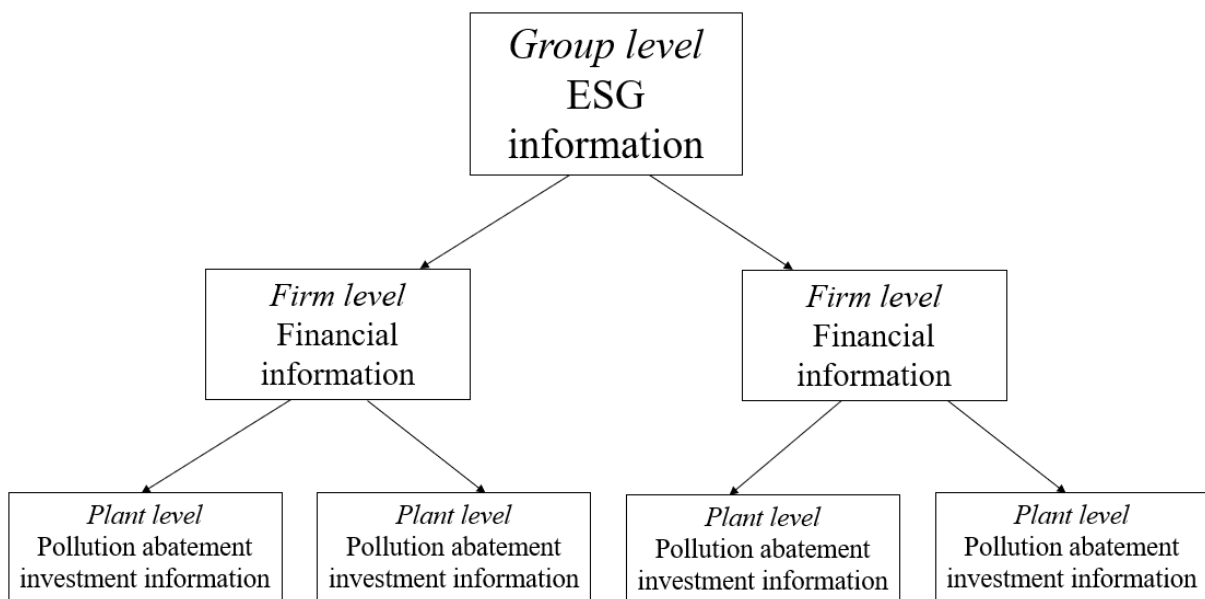 Group level
ESG
information
Firm level
Financial
information
Firm level
Financial
information
Plant level
Pollution abatement
investment information
Plant level
Pollution abatement
investment information
Plant level
Pollution abatement
investment information
Plant level
Pollution abatement
investment information